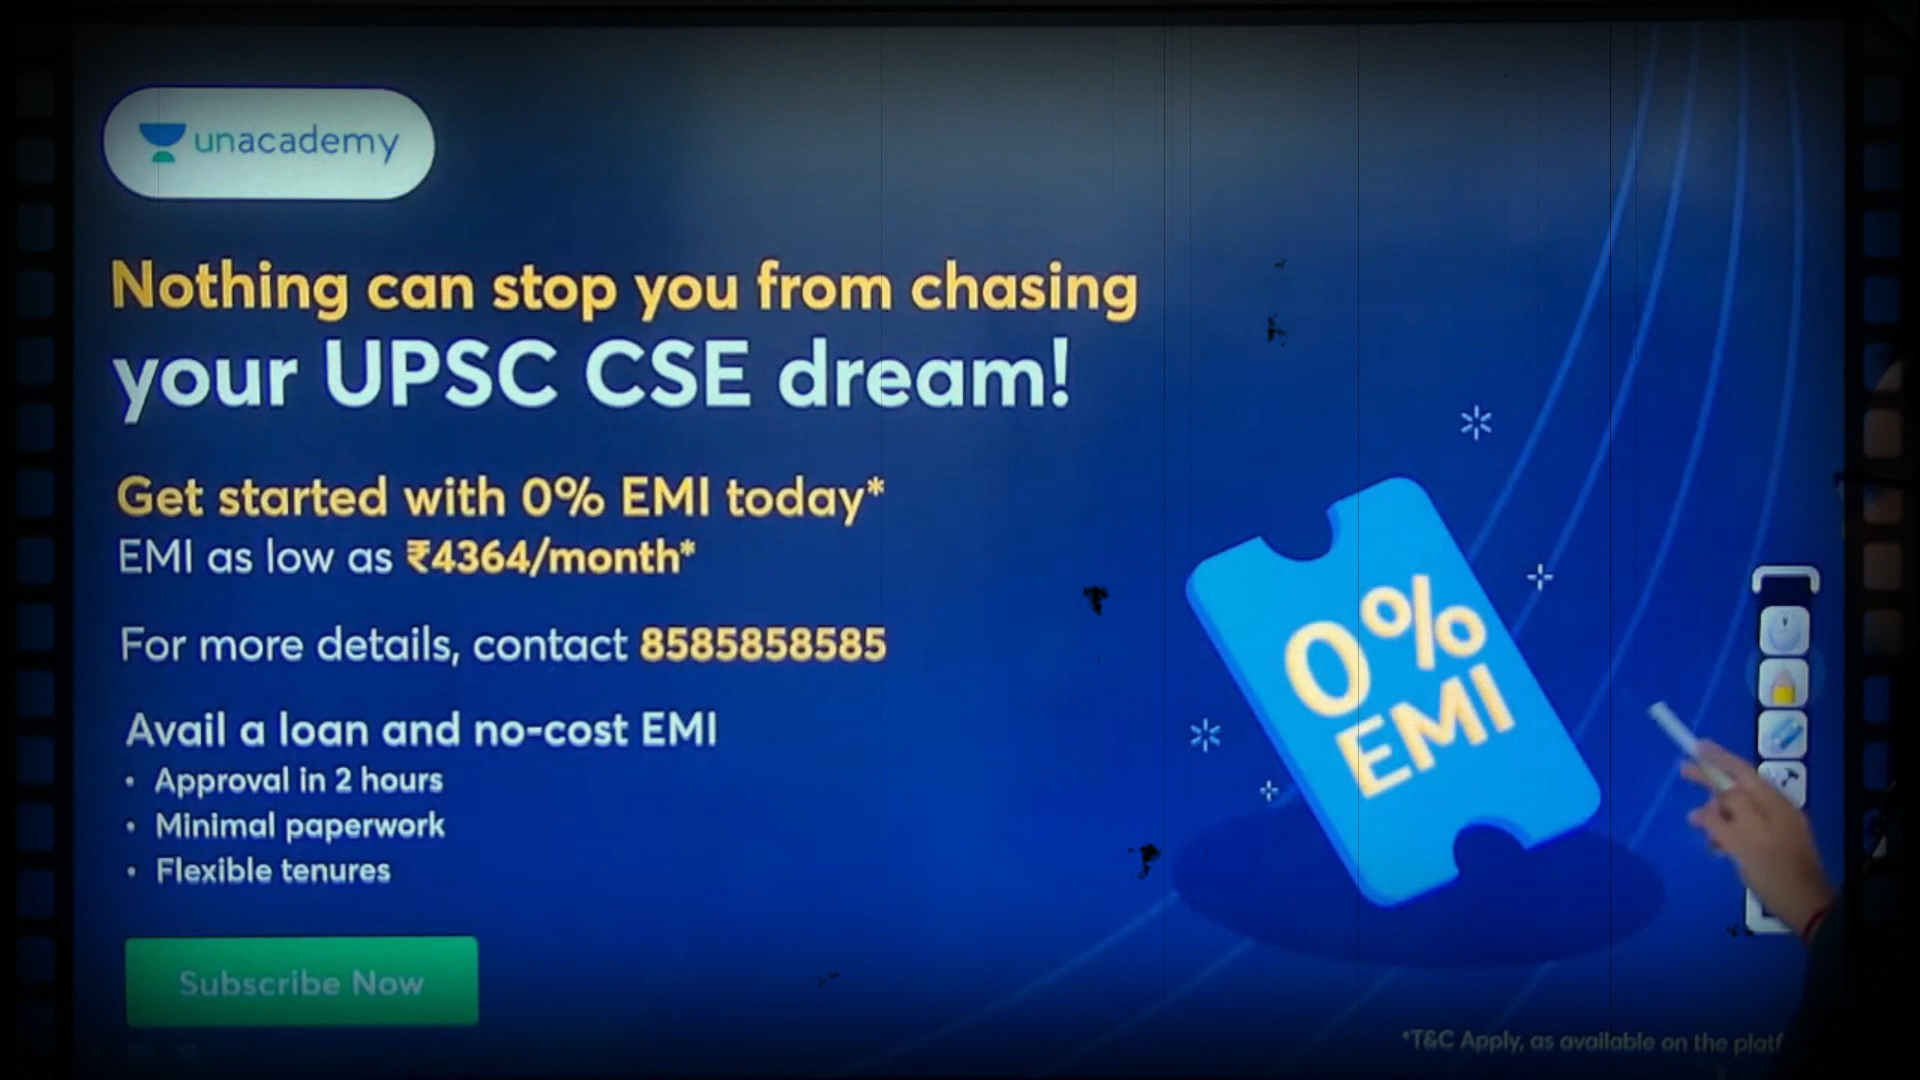 unacademy
Nothing can stop you from chasing
your UPSC CSE dream!
Get started with 0% EMI today*
EMI as low as ₹4364/month*
For more details, contact 8585858585
Avail a loan and no-cost EMI
• Approval in 2 hours
• Minimal paperwork
• Flexible tenures
Subscribe Now
0%
EMI
*T&C Apply, as available on the